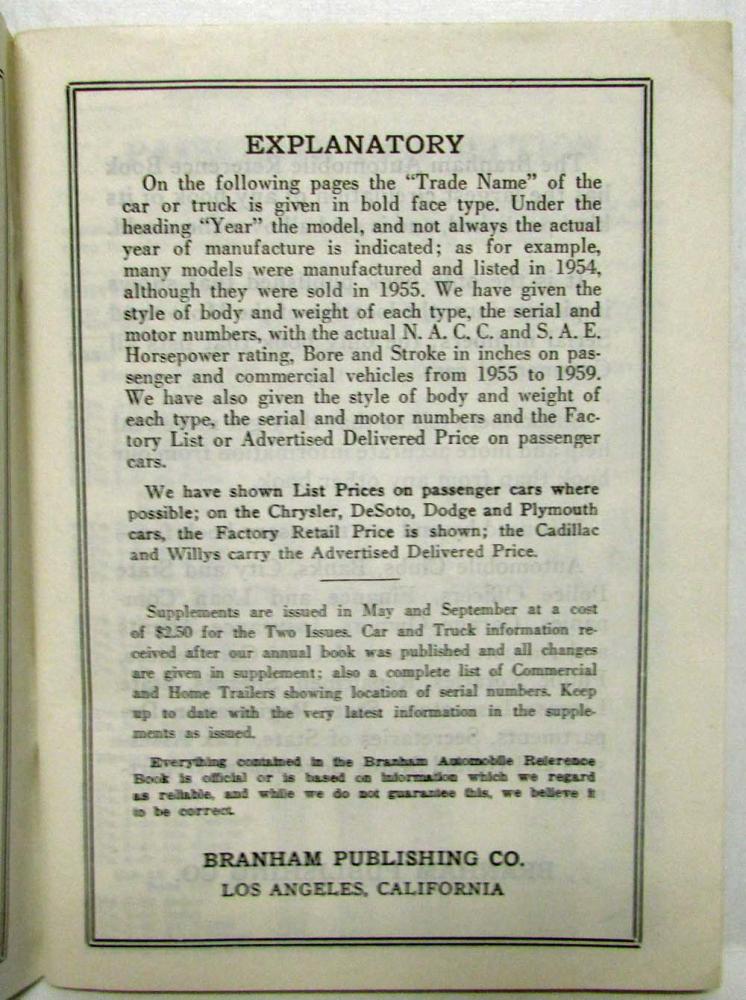 EXPLANATORY
On the following pages the “Trade Name” of the
car or truck is given in bold face type. Under the
heading “Year” the model, and not always the actual
year of manufacture is indicated; as for example,
many models were manufactured and listed in 1954,
although they were sold in 1955. We have given the
style of body and weight of each type, the serial and
motor numbers, with the actual N. A. C. C. and S. A. E.
Horsepower rating, Bore and Stroke in inches on pas-
senger and commercial vehicles from 1955 to 1959.
We have also given the style of body and weight of
each type, the serial and motor numbers and the Fac-
tory List or Advertised Delivered Price on passenger
cars.
We have shown List Prices on passenger cars where
possible; on the Chrysler, DeSoto, Dodge and Plymouth
cars, the Factory Retail Price is shown; the Cadillac
and Willys carry the Advertised Delivered Price.
Supplements are issued in May and September at a cost
of $2.50 for the Two Issues. Car and Truck information re-
ceived after our annual book was published and all changes
are given in supplement; also a complete list of Commercial
and Home Trailers showing location of serial numbers. Keep
up to date with the very latest information in the supple-
ments as issued.
Everything contained in the Branham Automobile Reference
Book is official or is based on information which we regard
as reliable, and while we do not guarantee this, we believe it
to be correct.
BRANHAM PUBLISHING CO.
LOS ANGELES, CALIFORNIA